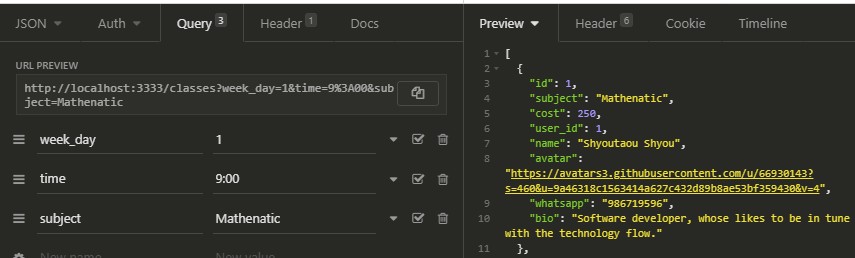 JSON Auth Query 3 Header 1 Docs
URL PREVIEW
http://localhost:3333/classes?week_day=1&time=9%3A00&sub
ject=Mathenatic
week_day 1
time 9:00
subject Mathenatic
New name New value
Preview Header 6 Cookie Timeline
1 [
2 {
3 "id": 1,
4 "subject": "Mathenatic",
5 "cost": 250,
6 "user_id": 1,
7 "name": "Shyoutaou Shyou",
8 "avatar":
"https://avatars3.githubusercontent.com/u/66930143?
s=460&u=9a46318c1563414a627c432d89b8ae53bf359430&v=4",
9 "whatsapp": "986719596",
10 "bio": "Software developer, whose likes to be in tune
with the technology flow."
11 },